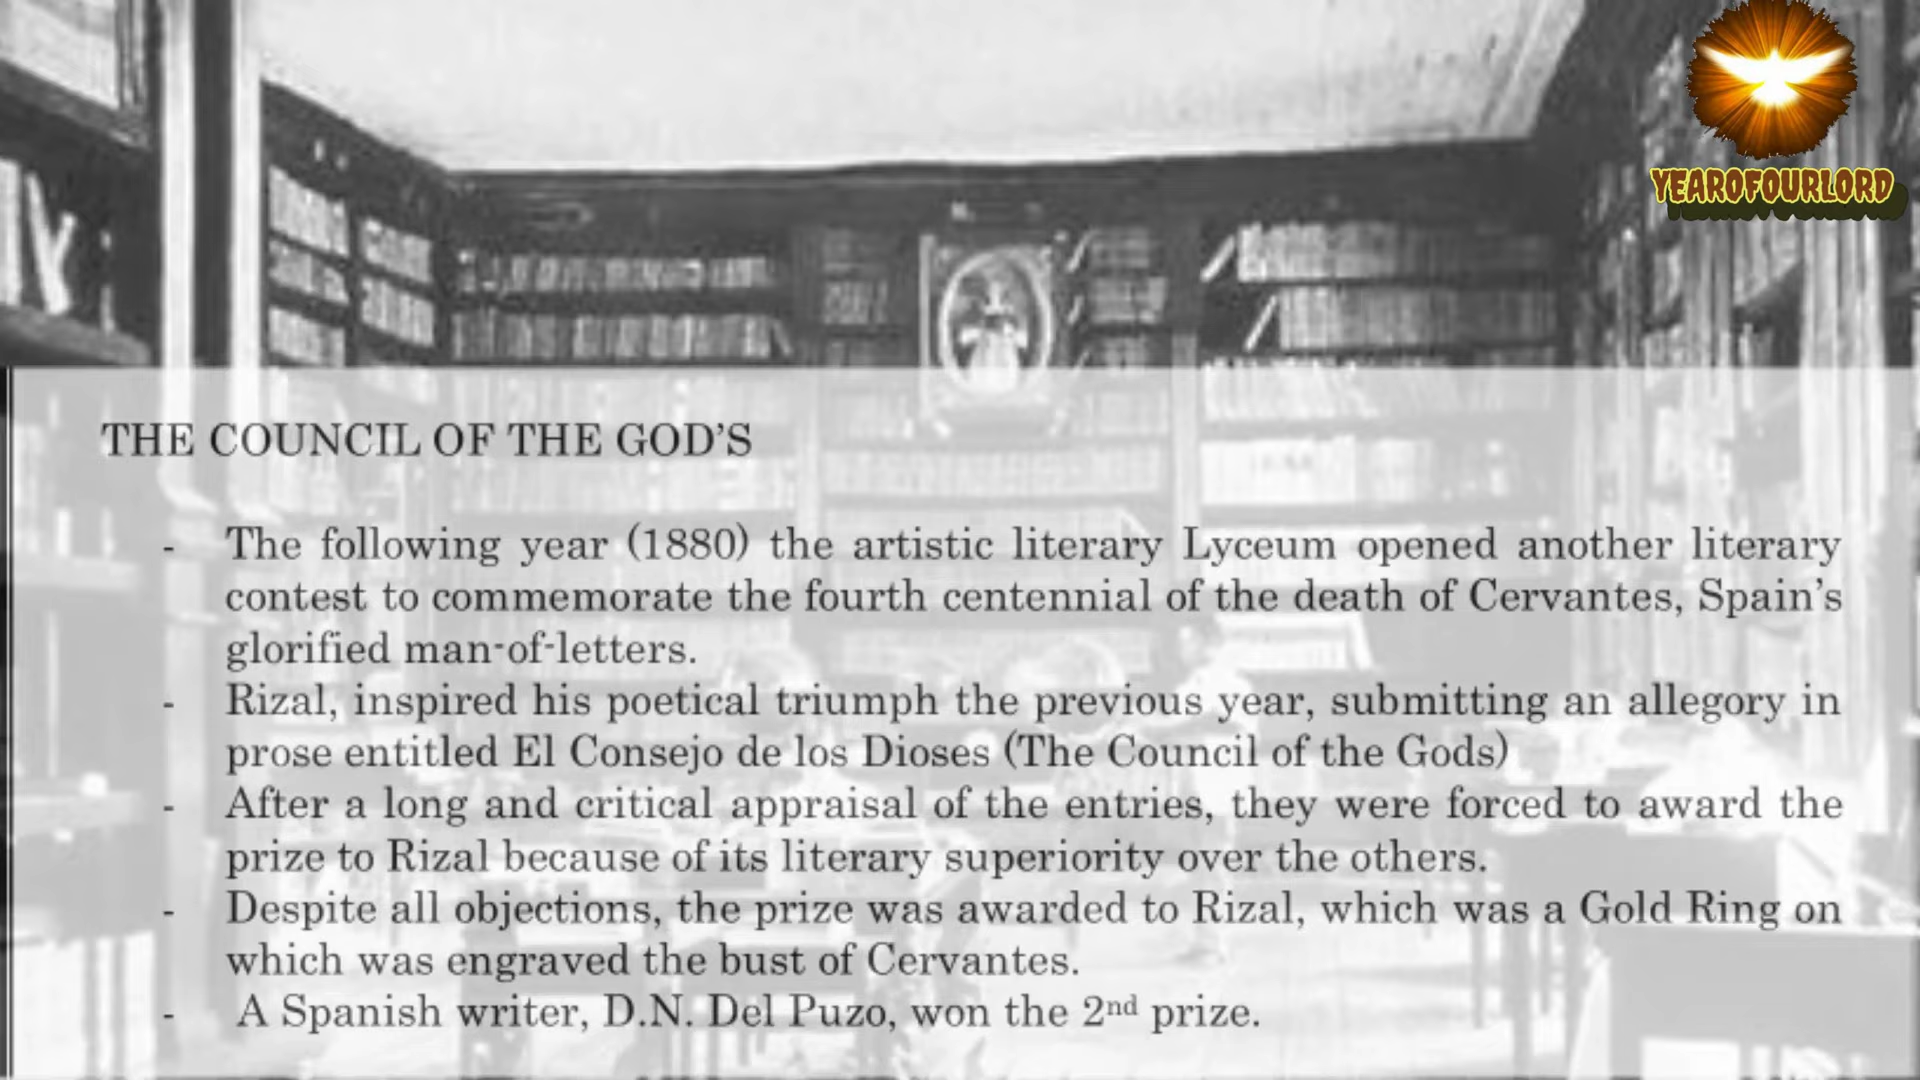 YEAROFOURLORD
THE COUNCIL OF THE GOD'S
- The following year (1880) the artistic literary Lyceum opened another literary
contest to commemorate the fourth centennial of the death of Cervantes, Spain's
glorified man-of-letters.
- Rizal, inspired his poetical triumph the previous year, submitting an allegory in
prose entitled El Consejo de los Dioses (The Council of the Gods)
- After a long and critical appraisal of the entries, they were forced to award the
prize to Rizal because of its literary superiority over the others.
- Despite all objections, the prize was awarded to Rizal, which was a Gold Ring on
which was engraved the bust of Cervantes.
- A Spanish writer, D.N. Del Puzo, won the 2nd prize.